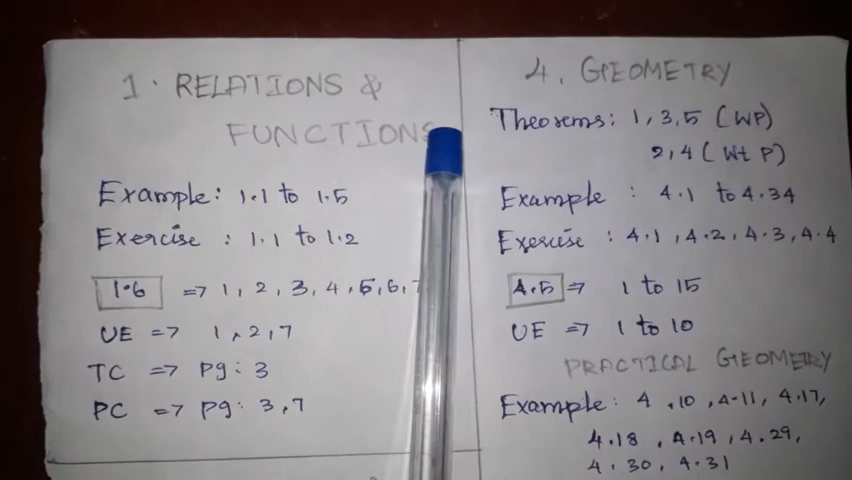 1. RELATIONS &
FUNCTIONS
Example: 1.1 to 1.5
Exercise : 1.1 to 1.2
1.6 => 1, 2, 3, 4, 5, 6, 7
UE => 1, 2, 7
TC => pg: 3
PC => pg: 3, 7
4. GEOMETRY
Theorems: 1, 3, 5 (WP)
2, 4 (Wt P)
Example : 4.1 to 4.34
Exersise : 4.1, 4.2, 4.3, 4.4
4.5 => 1 to 15
UE => 1 to 10
PRACTICAL GEOMETRY
Example: 4.10, 4.11, 4.17,
4.18, 4.19, 4.29,
4.30, 4.31